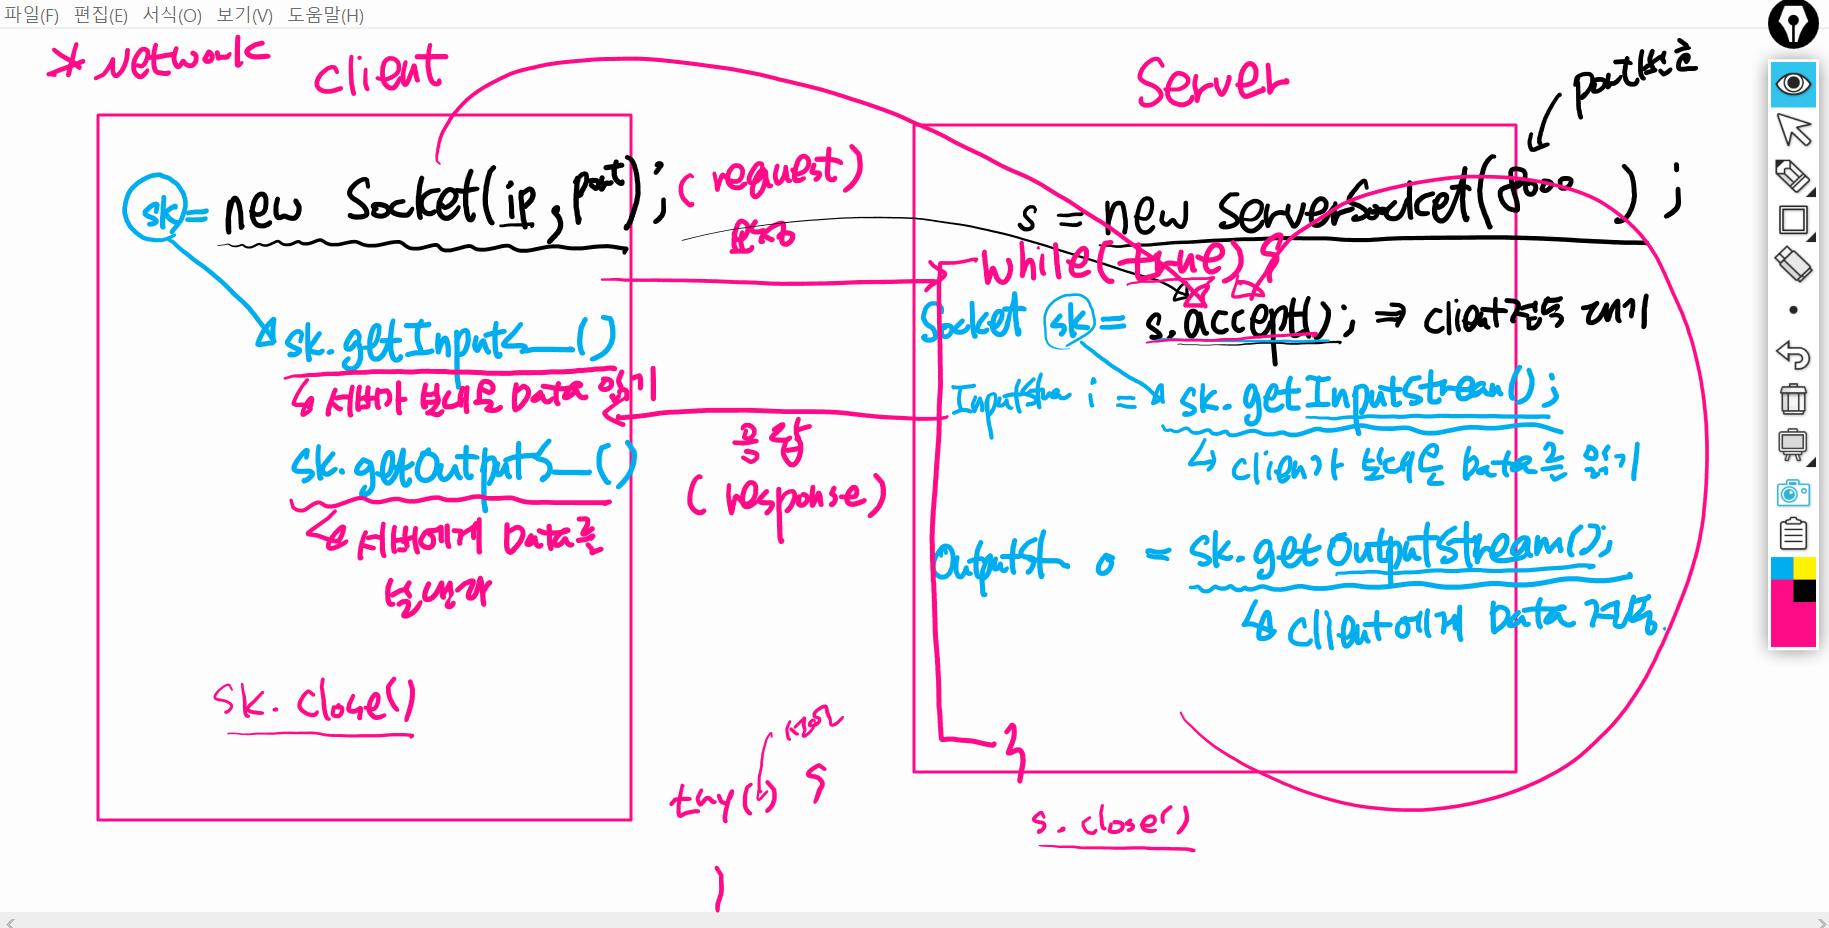 파일(F) 편집(E) 서식(O) 보기(V) 도움말(H)
* Network
client
Server
port번호
sk = new Socket(ip, port);
(request)
요청
s = new ServerSocket(8000 );
while(true) {
Socket sk = s.accept(); ⇒ client접속 대기
sk.getInputS__()
↳ 서버가 보내온 Data 읽기
InputStrea i = sk.getInputStream();
↳ client가 보내온 Data를 읽기
응답
(response)
sk.getOutputS__()
↳ 서버에게 Data를
보낸다
OutputSt o = sk.getOutputStream();
↳ client에게 Data 전송.
sk.close()
}
try( ) {
s.close()
}